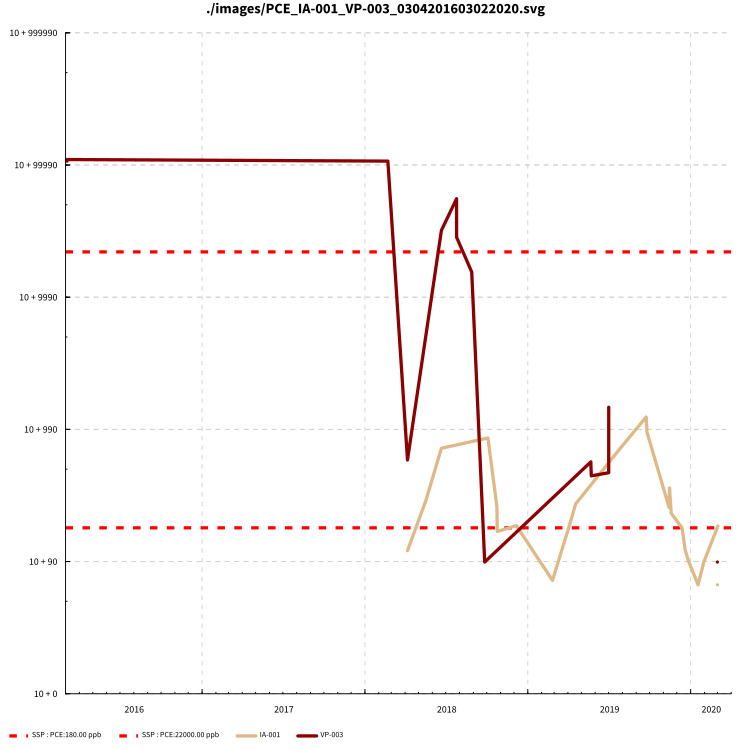 ./images/PCE_IA-001_VP-003_0304201603022020.svg
10 + 999990
10 + 99990
10 + 9990
10 + 990
10 + 90
10 + 0
2016 2017 2018 2019 2020
SSP : PCE:180.00 ppb SSP : PCE:22000.00 ppb IA-001 VP-003